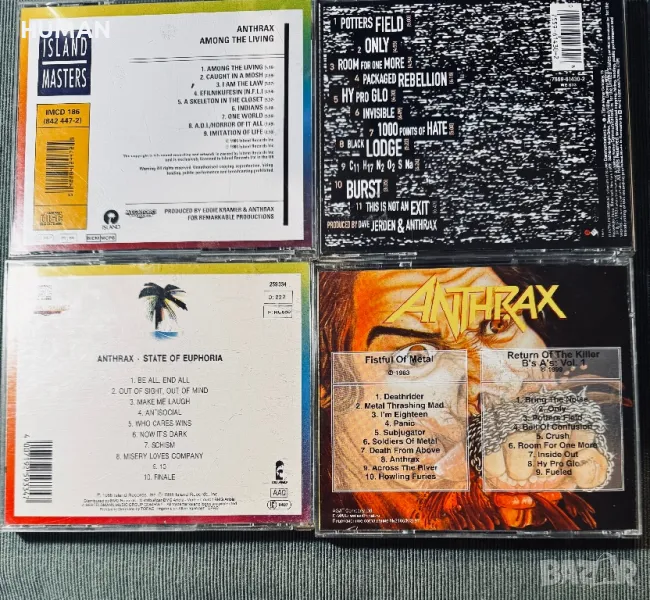 HUMAN
ISLAND
MASTERS
IMCD 186
(842 447-2)
ANTHRAX
AMONG THE LIVING
1. AMONG THE LIVING
2. CAUGHT IN A MOSH
3. I AM THE LAW
4. EFILNIKUFESIN (N.F.L.)
5. A SKELETON IN THE CLOSET
6. INDIANS
7. ONE WORLD
8. A.D.I./HORROR OF IT ALL
9. IMITATION OF LIFE
PRODUCED BY EDDIE KRAMER & ANTHRAX
FOR REMARKABLE PRODUCTIONS
ISLAND
1 POTTERS FIELD
2 ONLY
3 ROOM FOR ONE MORE
4 PACKAGED REBELLION
5 HY PRO GLO
6 INVISIBLE
7 1000 POINTS OF HATE
8 BLACK LODGE
9 C11 H17 N2 O2 S Na
10 BURST
11 THIS IS NOT AN EXIT
PRODUCED BY DAVE JERDEN & ANTHRAX
259 334
ANTHRAX · STATE OF EUPHORIA
1. BE ALL, END ALL
2. OUT OF SIGHT, OUT OF MIND
3. MAKE ME LAUGH
4. ANTISOCIAL
5. WHO CARES WINS
6. NOW IT'S DARK
7. SCHISM
8. MISERY LOVES COMPANY
9. 13
10. FINALE
AAD
ANTHRAX
Fistful Of Metal
℗ 1983
1. Deathrider
2. Metal Thrashing Mad
3. I'm Eighteen
4. Panic
5. Subjugator
6. Soldiers Of Metal
7. Death From Above
8. Anthrax
9. Across The River
10. Howling Furies
Return Of The Killer
B's A's: Vol. 1
℗ 1999
1. Bring The Noise
2. Only
3. Potters Field
4. Ball Of Confusion
5. Crush
6. Room For One More
7. Inside Out
8. Hy Pro Glo
9. Fueled
BAZAR